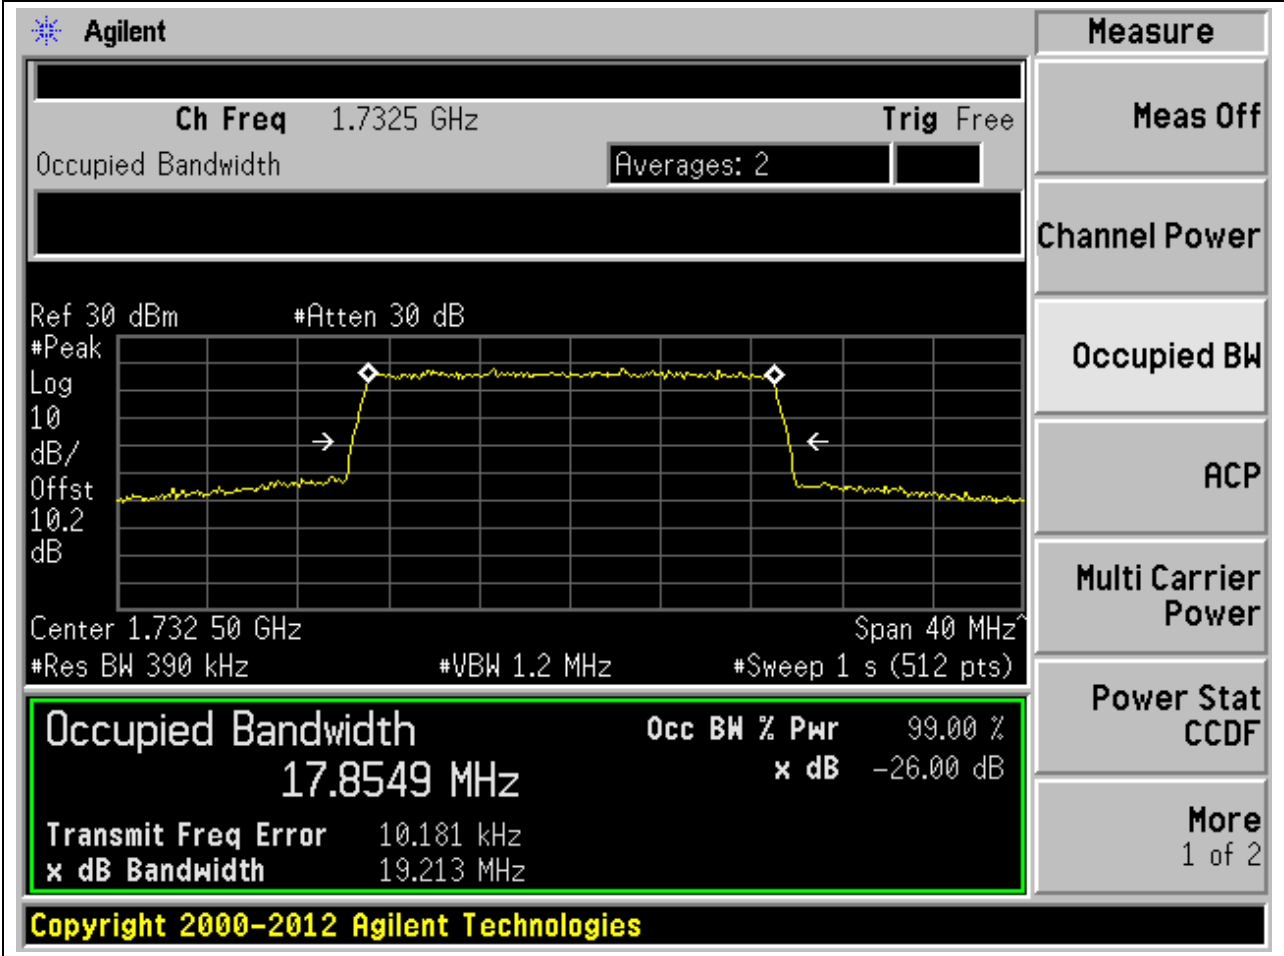 Agilent
Measure
Ch Freq 1.7325 GHz Trig Free
Occupied Bandwidth Averages: 2
Meas Off
Channel Power
Occupied BW
ACP
Multi Carrier
Power
Power Stat
CCDF
More
1 of 2
Ref 30 dBm #Atten 30 dB
#Peak
Log
10
dB/
Offst
10.2
dB
Center 1.732 50 GHz Span 40 MHz^
#Res BW 390 kHz #VBW 1.2 MHz #Sweep 1 s (512 pts)
Occupied Bandwidth Occ BW % Pwr 99.00 %
17.8549 MHz x dB -26.00 dB
Transmit Freq Error 10.181 kHz
x dB Bandwidth 19.213 MHz
Copyright 2000-2012 Agilent Technologies